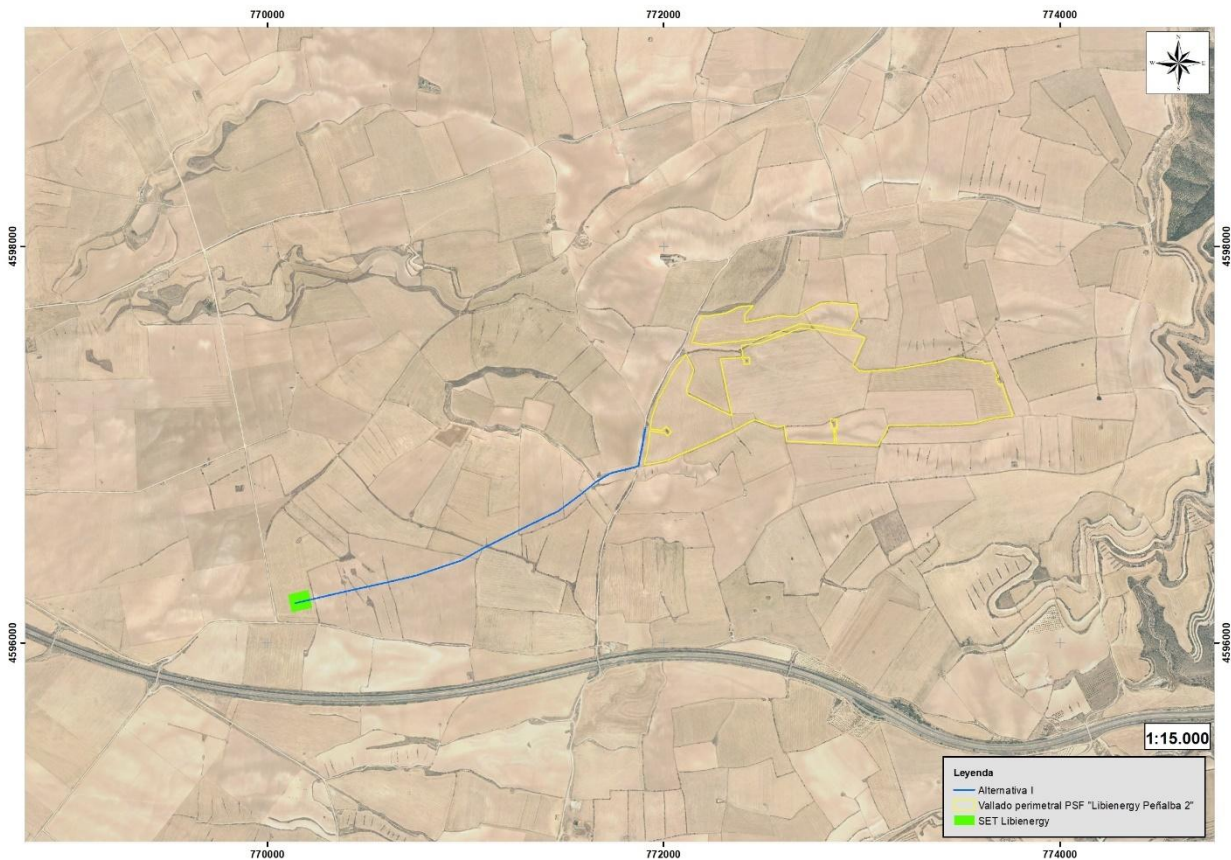 770000 772000 774000
N
W E
S
4598000 4598000
4596000 4596000
1:15.000
Leyenda
Alternativa I
Vallado perimetral PSF "Libienergy Peñalba 2"
SET Libienergy
770000 772000 774000